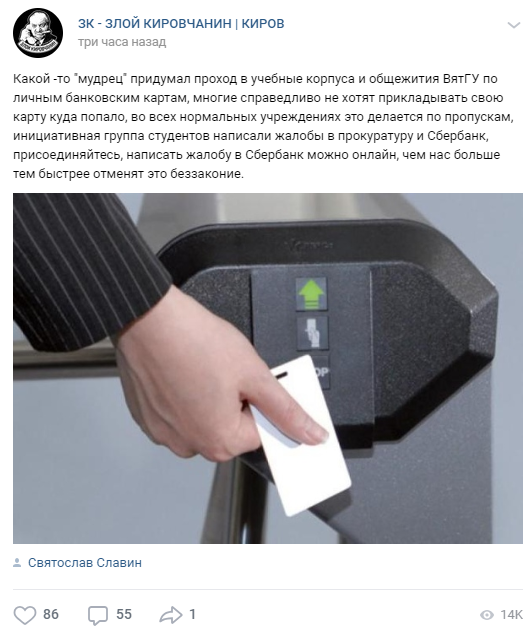 ЗК - ЗЛОЙ КИРОВЧАНИН | КИРОВ
три часа назад
Какой -то "мудрец" придумал проход в учебные корпуса и общежития ВятГУ по
личным банковским картам, многие справедливо не хотят прикладывать свою
карту куда попало, во всех нормальных учреждениях это делается по пропускам,
инициативная группа студентов написали жалобы в прокуратуру и Сбербанк,
присоединяйтесь, написать жалобу в Сбербанк можно онлайн, чем нас больше
тем быстрее отменят это беззаконие.
Святослав Славин
86 55 1 14K